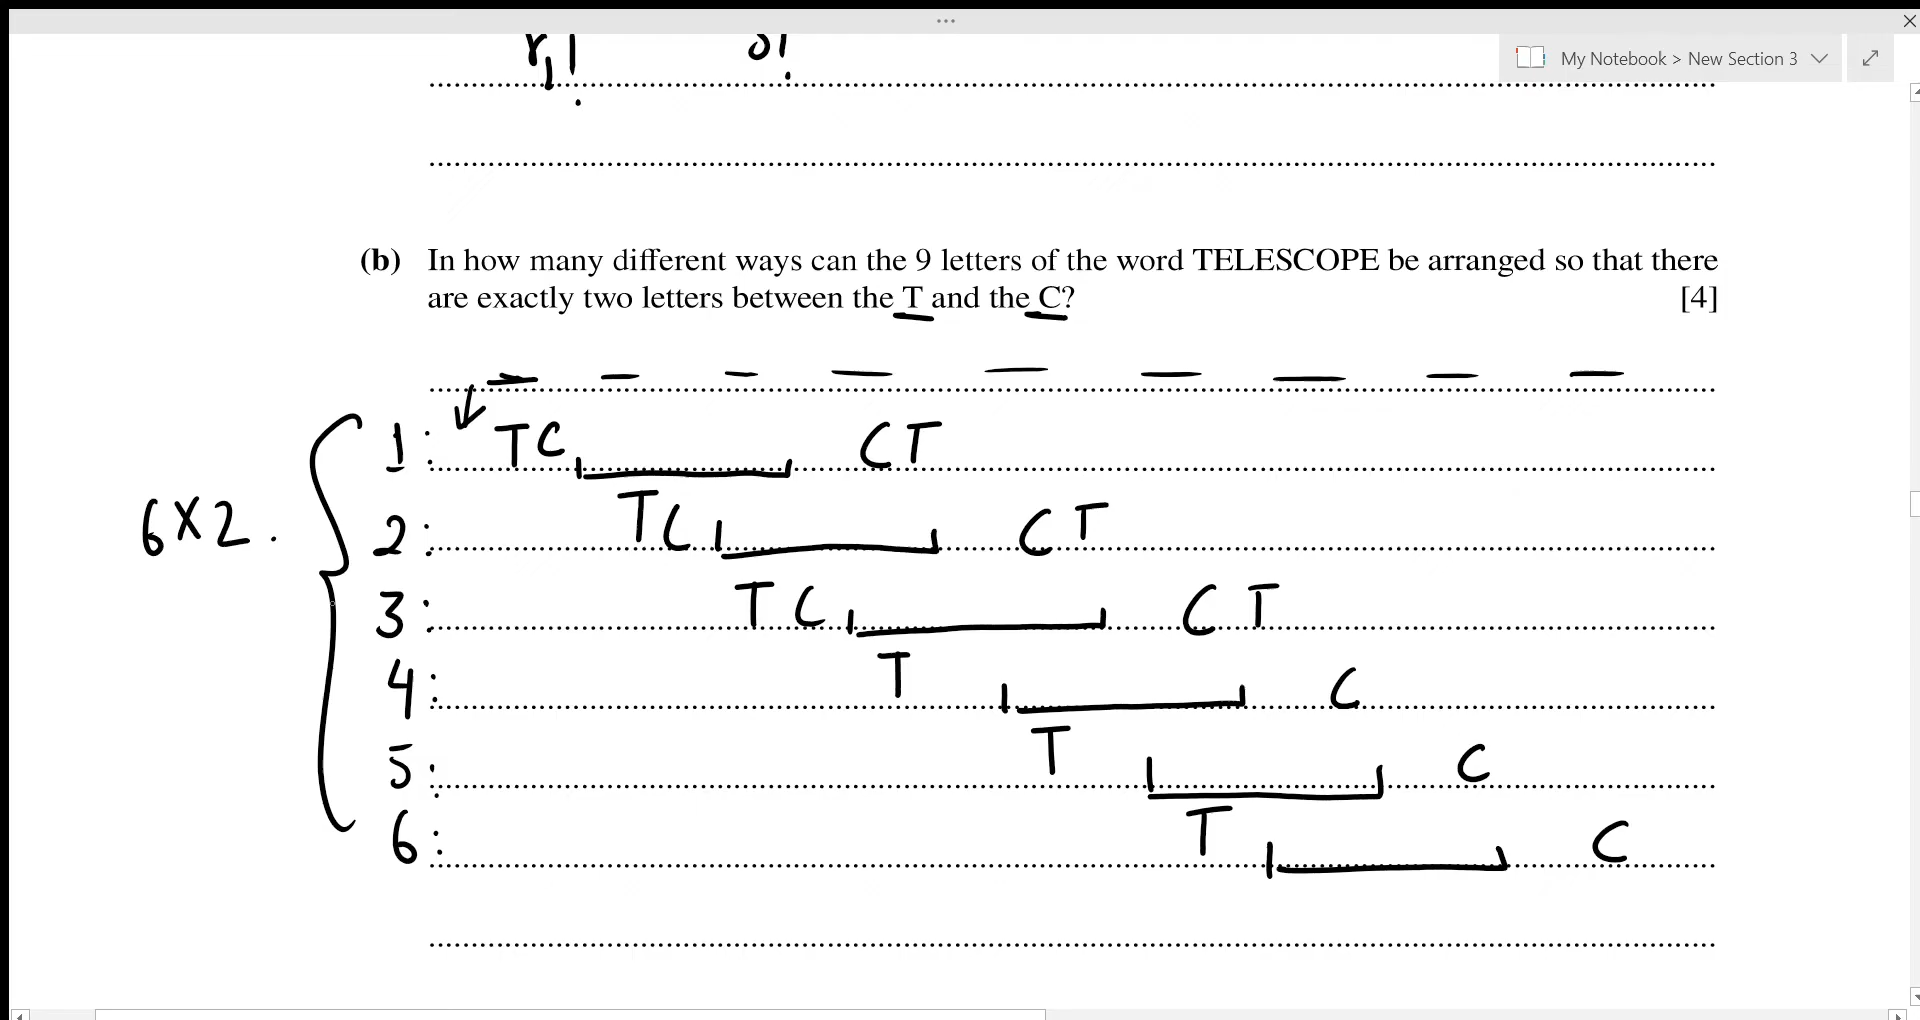 My Notebook > New Section 3
(b) In how many different ways can the 9 letters of the word TELESCOPE be arranged so that there
are exactly two letters between the T and the C? [4]
1: TC CT
2: TC CT
6×2.
3: TC CT
4: T C
5: T C
6: T C